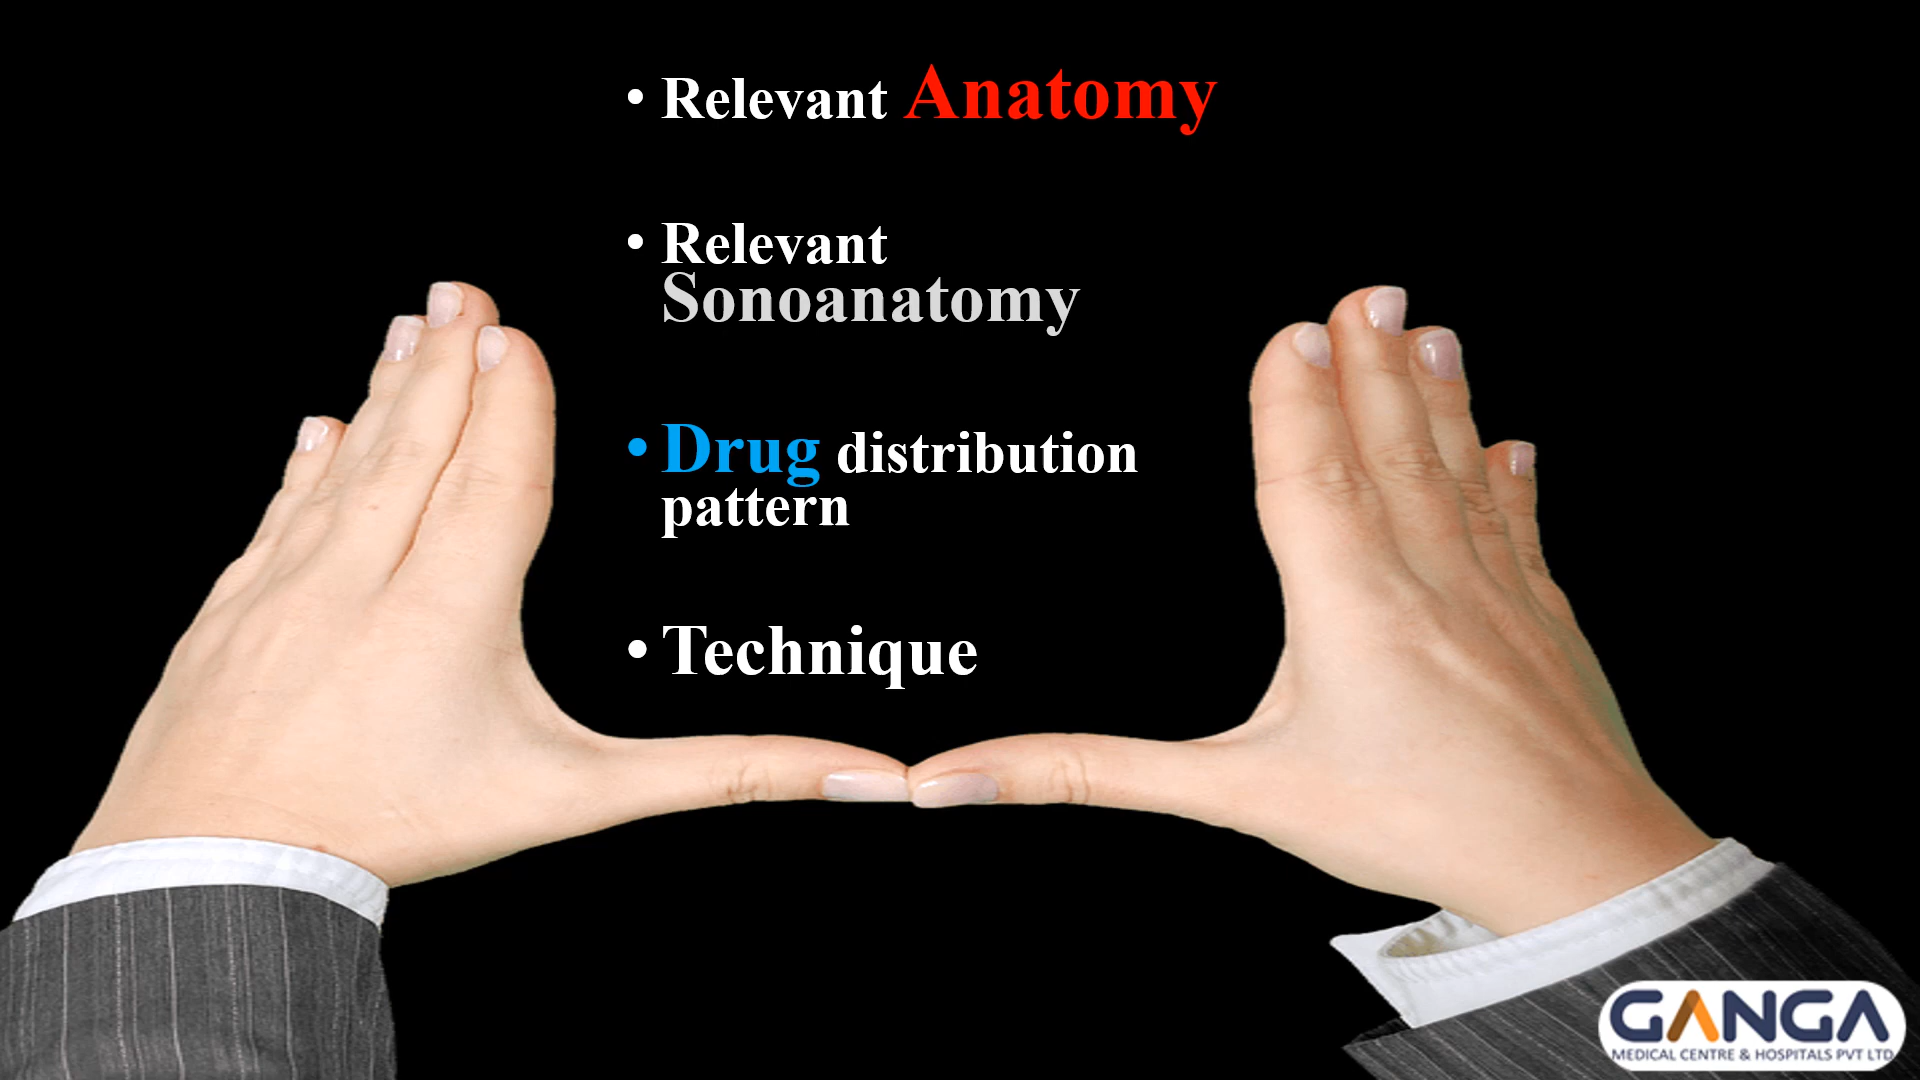 • Relevant Anatomy
• Relevant
Sonoanatomy
• Drug distribution
pattern
• Technique
GANGA
MEDICAL CENTRE & HOSPITALS PVT LTD